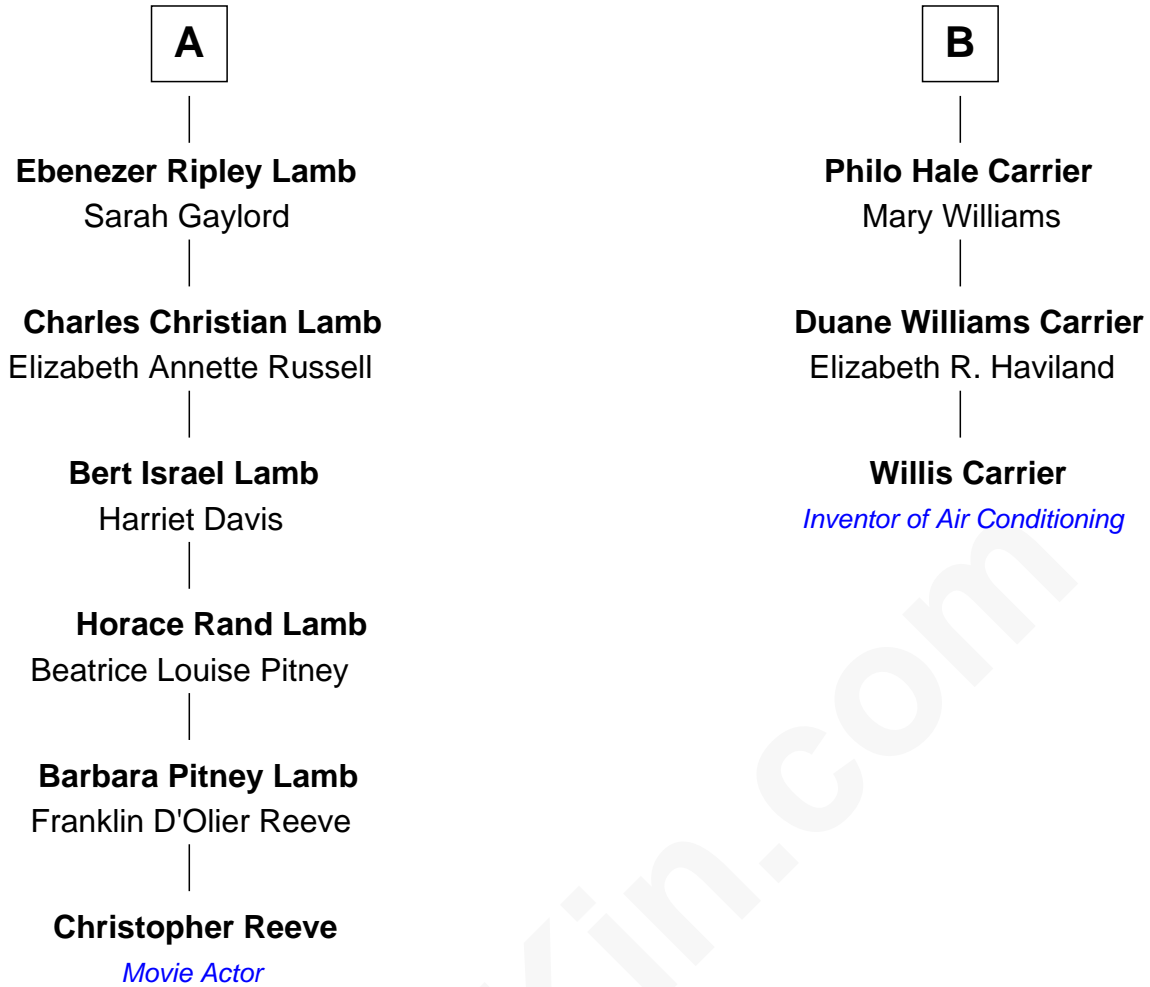 A
Ebenezer Ripley Lamb
Sarah Gaylord
Charles Christian Lamb
Elizabeth Annette Russell
Bert Israel Lamb
Harriet Davis
Horace Rand Lamb
Beatrice Louise Pitney
Barbara Pitney Lamb
Franklin D'Olier Reeve
Christopher Reeve
Movie Actor
B
Philo Hale Carrier
Mary Williams
Duane Williams Carrier
Elizabeth R. Haviland
Willis Carrier
Inventor of Air Conditioning
in.com